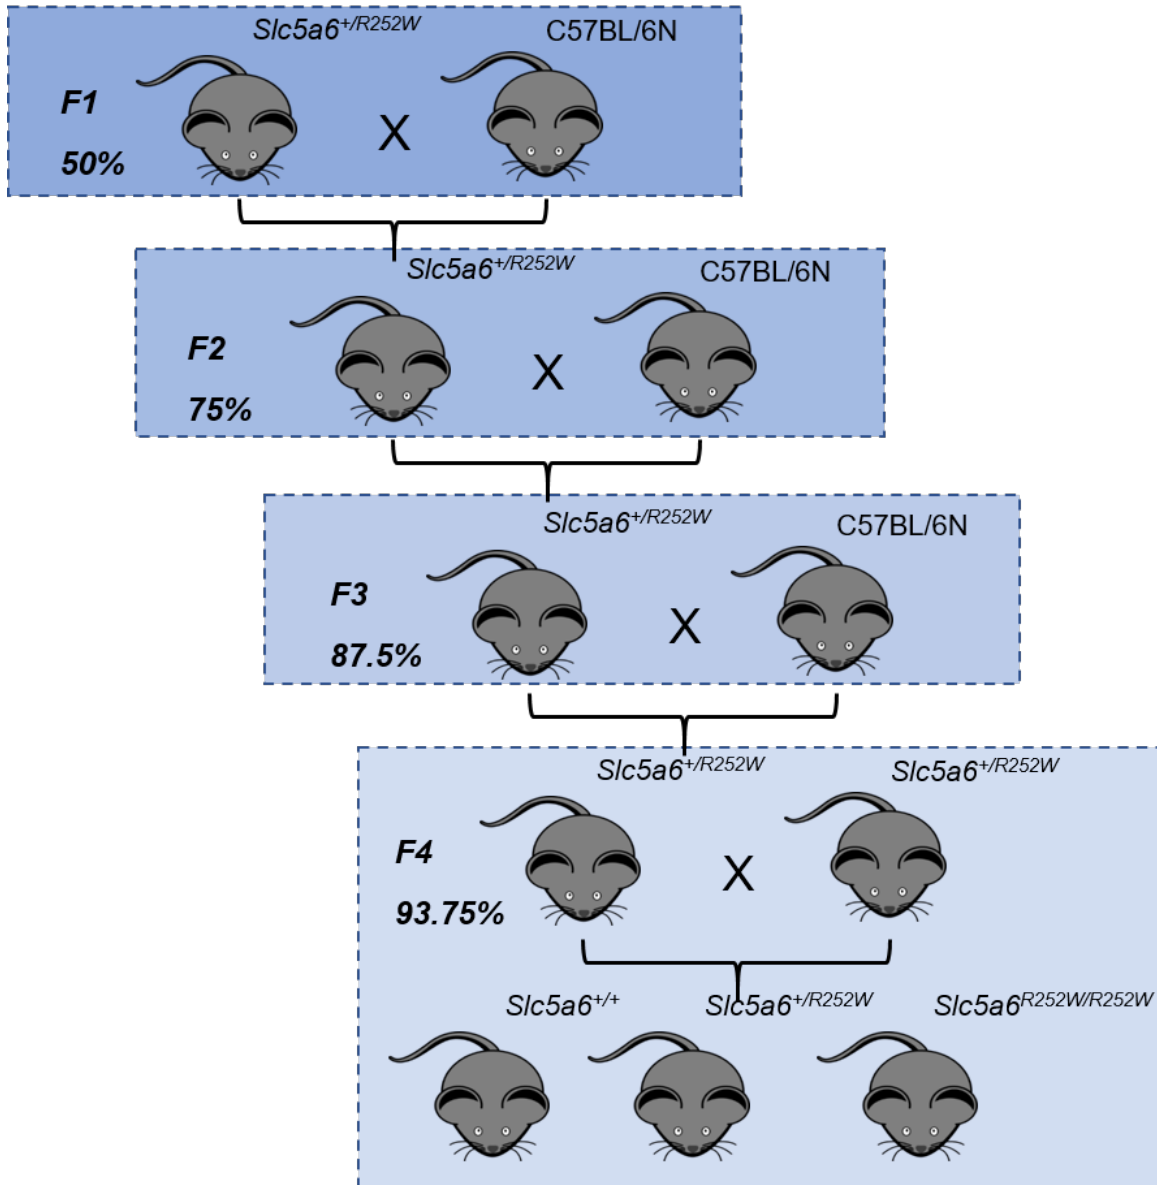 Slc5a6+/R252W C57BL/6N
F1
X
50%
Slc5a6+/R252W C57BL/6N
F2
X
75%
Slc5a6+/R252W C57BL/6N
F3
X
87.5%
Slc5a6+/R252W Slc5a6+/R252W
F4
X
93.75%
Slc5a6+/+ Slc5a6+/R252W Slc5a6R252W/R252W